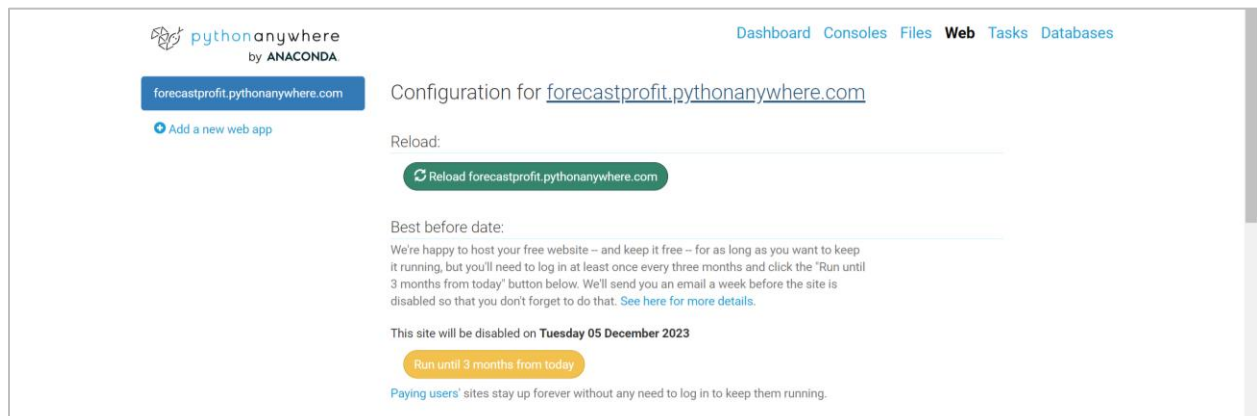 pythonanywhere
by ANACONDA.
Dashboard Consoles Files Web Tasks Databases
forecastprofit.pythonanywhere.com
Add a new web app
Configuration for forecastprofit.pythonanywhere.com
Reload:
Reload forecastprofit.pythonanywhere.com
Best before date:
We're happy to host your free website -- and keep it free -- for as long as you want to keep
it running, but you'll need to log in at least once every three months and click the "Run until
3 months from today" button below. We'll send you an email a week before the site is
disabled so that you don't forget to do that. See here for more details.
This site will be disabled on Tuesday 05 December 2023
Run until 3 months from today
Paying users' sites stay up forever without any need to log in to keep them running.